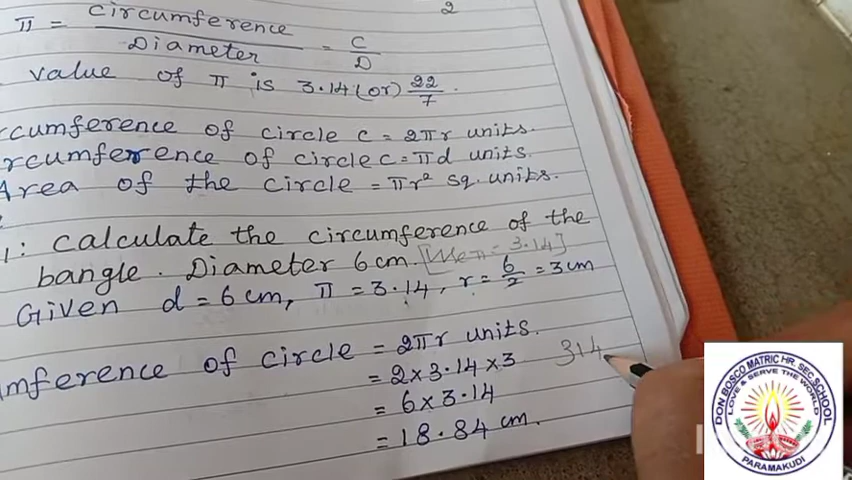 2
π = Circumference / Diameter = C / D
value of π is 3.14 (or) 22/7.
rcumference of circle c = 2πr units.
rcumference of circle c = πd units.
Area of the circle = πr² sq. units.
1: Calculate the circumference of the
bangle. Diameter 6 cm. [Use π = 3.14]
Given d = 6 cm, π = 3.14, r = 6/2 = 3 cm
umference of circle = 2πr units.
= 2 × 3.14 × 3
314
= 6 × 3.14
= 18.84 cm.
DON BOSCO MATRIC HR. SEC. SCHOOL
LOVE & SERVE THE WORLD
PARAMAKUDI